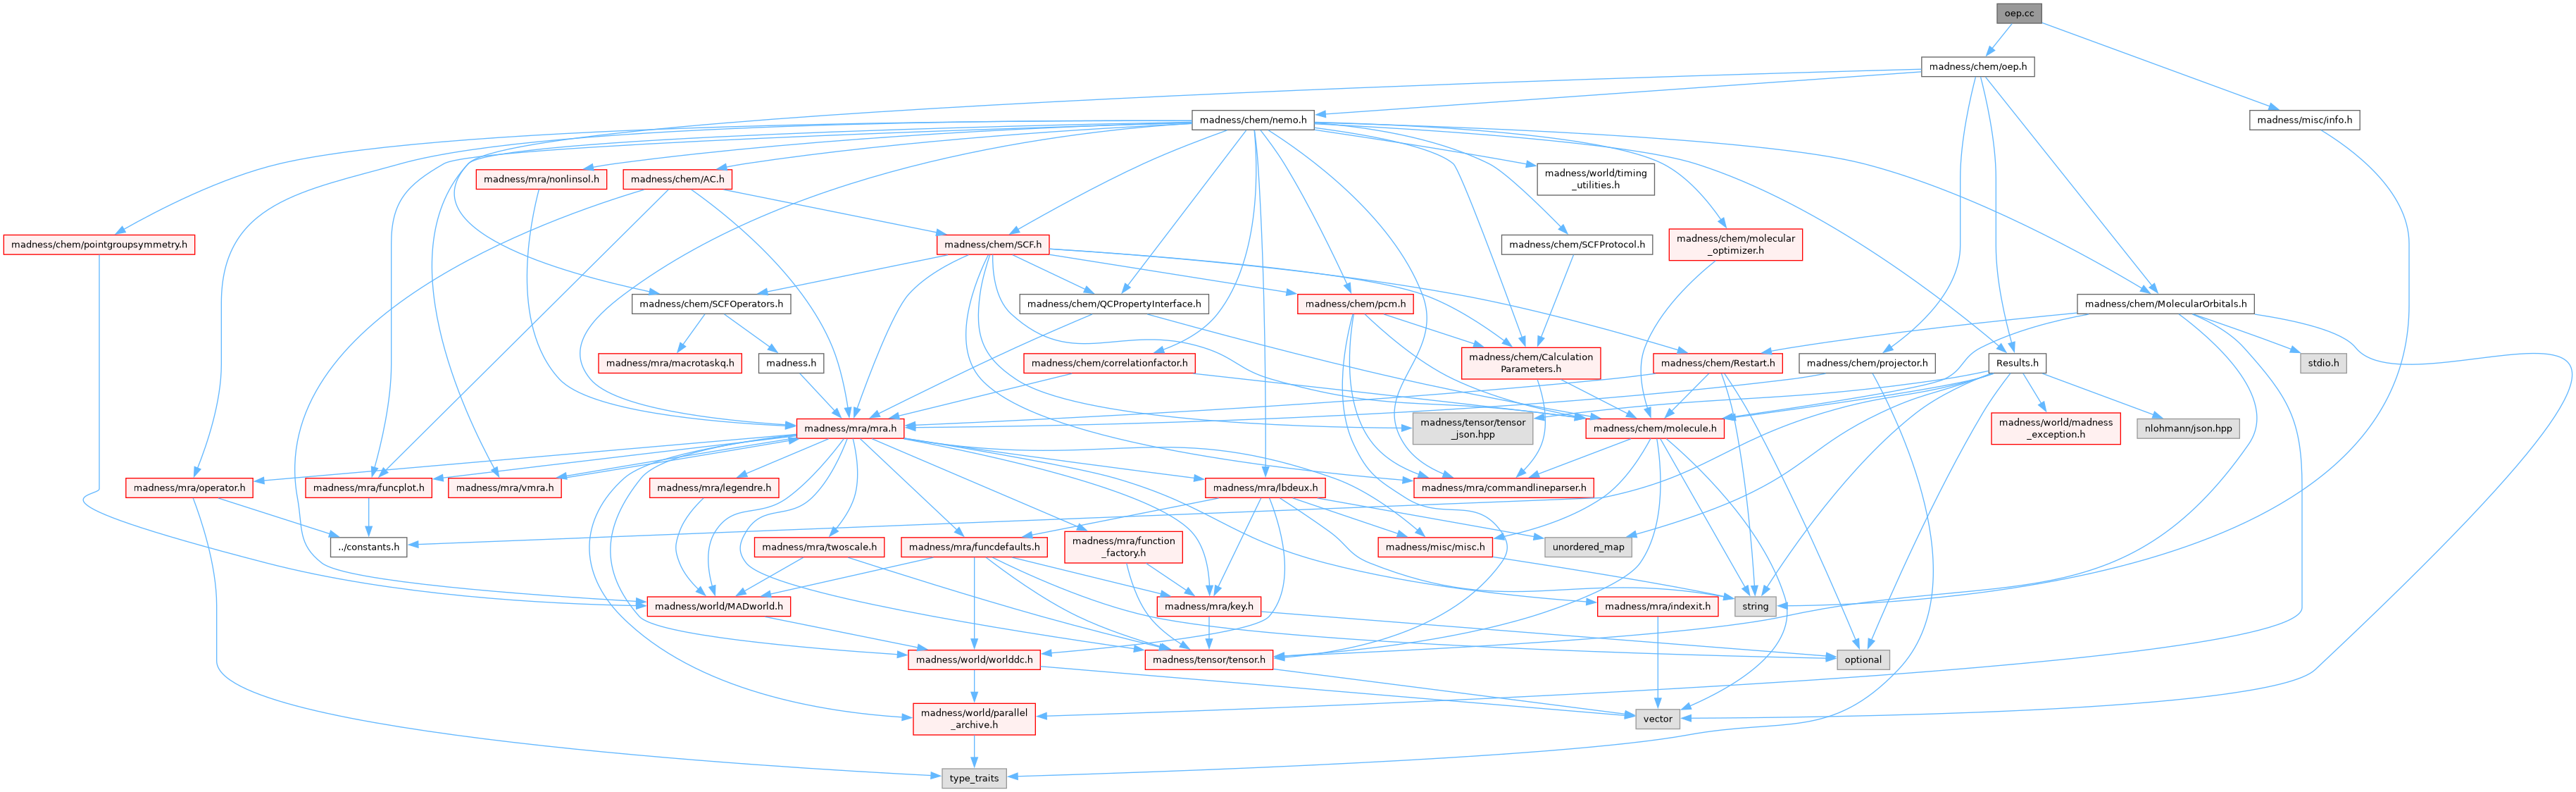 oep.cc
madness/chem/oep.h
madness/chem/nemo.h
madness/misc/info.h
madness/mra/nonlinsol.h
madness/chem/AC.h
madness/world/timing
_utilities.h
madness/chem/pointgroupsymmetry.h
madness/chem/SCF.h
madness/chem/SCFProtocol.h
madness/chem/molecular
_optimizer.h
madness/chem/SCFOperators.h
madness/chem/QCPropertyInterface.h
madness/chem/pcm.h
madness/chem/MolecularOrbitals.h
madness/mra/macrotaskq.h
madness.h
madness/chem/correlationfactor.h
madness/chem/Calculation
Parameters.h
madness/chem/Restart.h
madness/chem/projector.h
Results.h
stdio.h
madness/mra/mra.h
madness/tensor/tensor
_json.hpp
madness/chem/molecule.h
madness/world/madness
_exception.h
nlohmann/json.hpp
madness/mra/operator.h
madness/mra/funcplot.h
madness/mra/vmra.h
madness/mra/legendre.h
madness/mra/lbdeux.h
madness/mra/commandlineparser.h
../constants.h
madness/mra/twoscale.h
madness/mra/funcdefaults.h
madness/mra/function
_factory.h
madness/misc/misc.h
unordered_map
madness/world/MADworld.h
madness/mra/key.h
madness/mra/indexit.h
string
madness/world/worlddc.h
madness/tensor/tensor.h
optional
madness/world/parallel
_archive.h
vector
type_traits